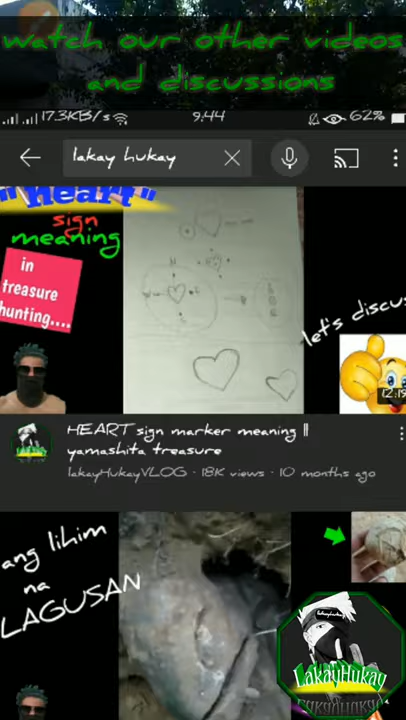 watch our other videos
and discussions
17.3KB/s
9:44
62%
lakay hukay
"heart"
sign
meaning
in
treasure
hunting....
let's discus
12:19
HEART sign marker meaning ||
yamashita treasure
lakayHukayVLOG · 18K views · 10 months ago
ang lihim
na
LAGUSAN
LakayHukay